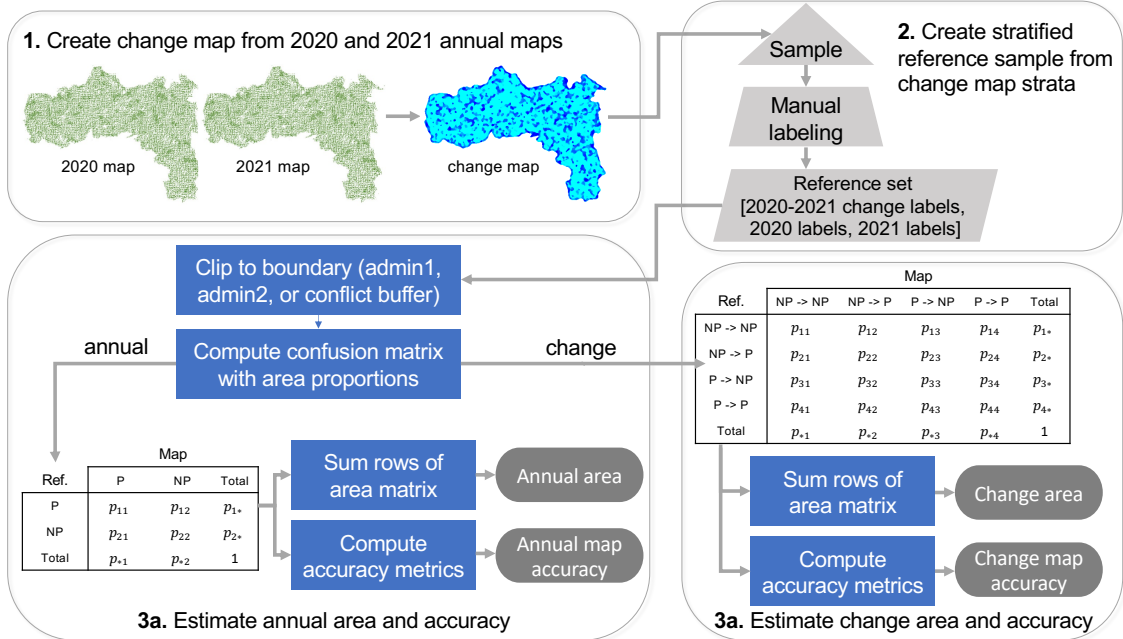 1. Create change map from 2020 and 2021 annual maps
2020 map
2021 map
change map
Sample
Manual
labeling
Reference set
[2020-2021 change labels,
2020 labels, 2021 labels]
2. Create stratified
reference sample from
change map strata
Clip to boundary (admin1,
admin2, or conflict buffer)
Compute confusion matrix
with area proportions
annual
change
Map
Ref. P NP Total
P p₁₁ p₁₂ p₁*
NP p₂₁ p₂₂ p₂*
Total p*₁ p*₂ 1
Sum rows of
area matrix
Annual area
Compute
accuracy metrics
Annual map
accuracy
3a. Estimate annual area and accuracy
Map
Ref. NP -> NP NP -> P P -> NP P -> P Total
NP -> NP p₁₁ p₁₂ p₁₃ p₁₄ p₁*
NP -> P p₂₁ p₂₂ p₂₃ p₂₄ p₂*
P -> NP p₃₁ p₃₂ p₃₃ p₃₄ p₃*
P -> P p₄₁ p₄₂ p₄₃ p₄₄ p₄*
Total p*₁ p*₂ p*₃ p*₄ 1
Sum rows of
area matrix
Change area
Compute
accuracy metrics
Change map
accuracy
3a. Estimate change area and accuracy